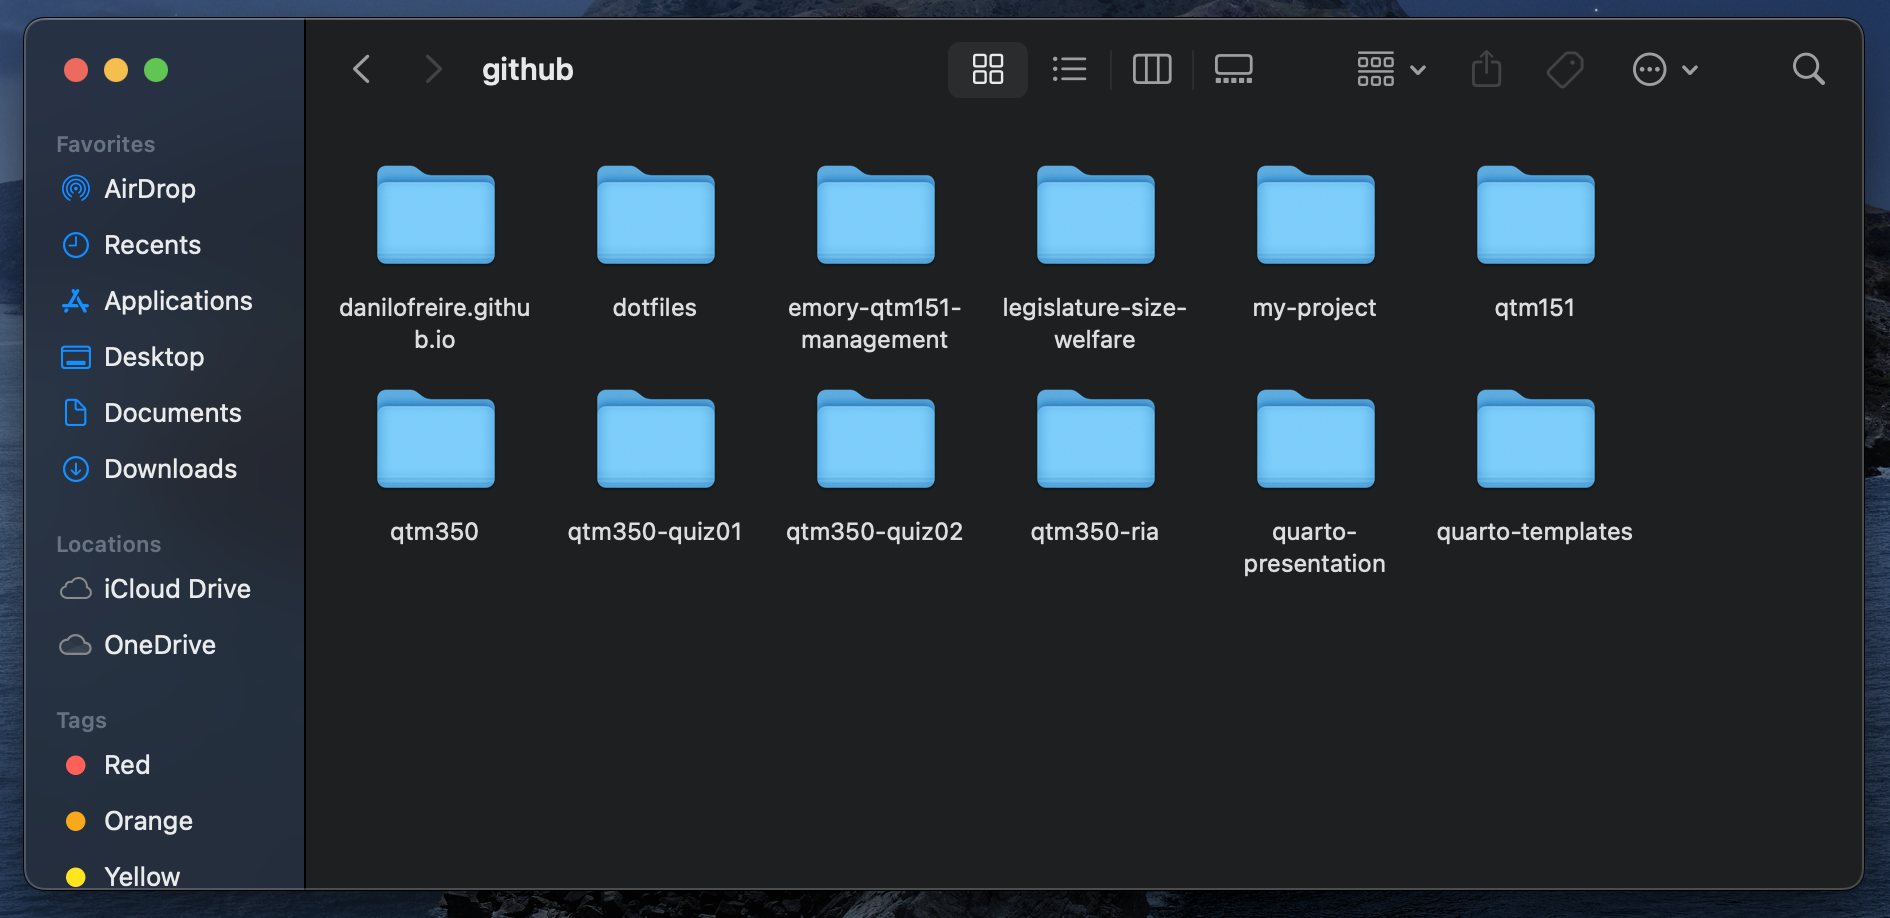 github
Favorites
AirDrop
Recents
Applications
Desktop
Documents
Downloads
Locations
iCloud Drive
OneDrive
Tags
Red
Orange
Yellow
danilofreire.githu
b.io
dotfiles
emory-qtm151-
management
legislature-size-
welfare
my-project
qtm151
qtm350
qtm350-quiz01
qtm350-quiz02
qtm350-ria
quarto-
presentation
quarto-templates